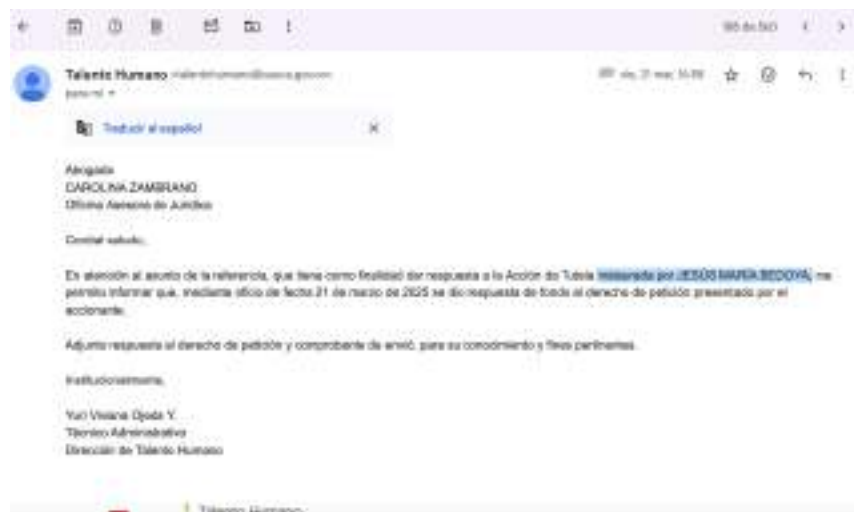 Talento Humano
para mí
Traducir al español
Abogada
CAROLINA ZAMBRANO
Oficina Asesora de Jurídica
Cordial saludo,
En atención al asunto de la referencia, que tiene como finalidad dar respuesta a la Acción de Tutela instaurada por JESÚS MARÍA BEDOYA, me
permito informar que, mediante oficio de fecha 21 de marzo de 2025 se dio respuesta de fondo al derecho de petición presentado por el
accionante.
Adjunto respuesta al derecho de petición y comprobante de envió, para su conocimiento y fines pertinentes.
Institucionalmente,
Yuri Viviana Ojeda Y.
Técnico Administrativo
Dirección de Talento Humano
Talento Humano